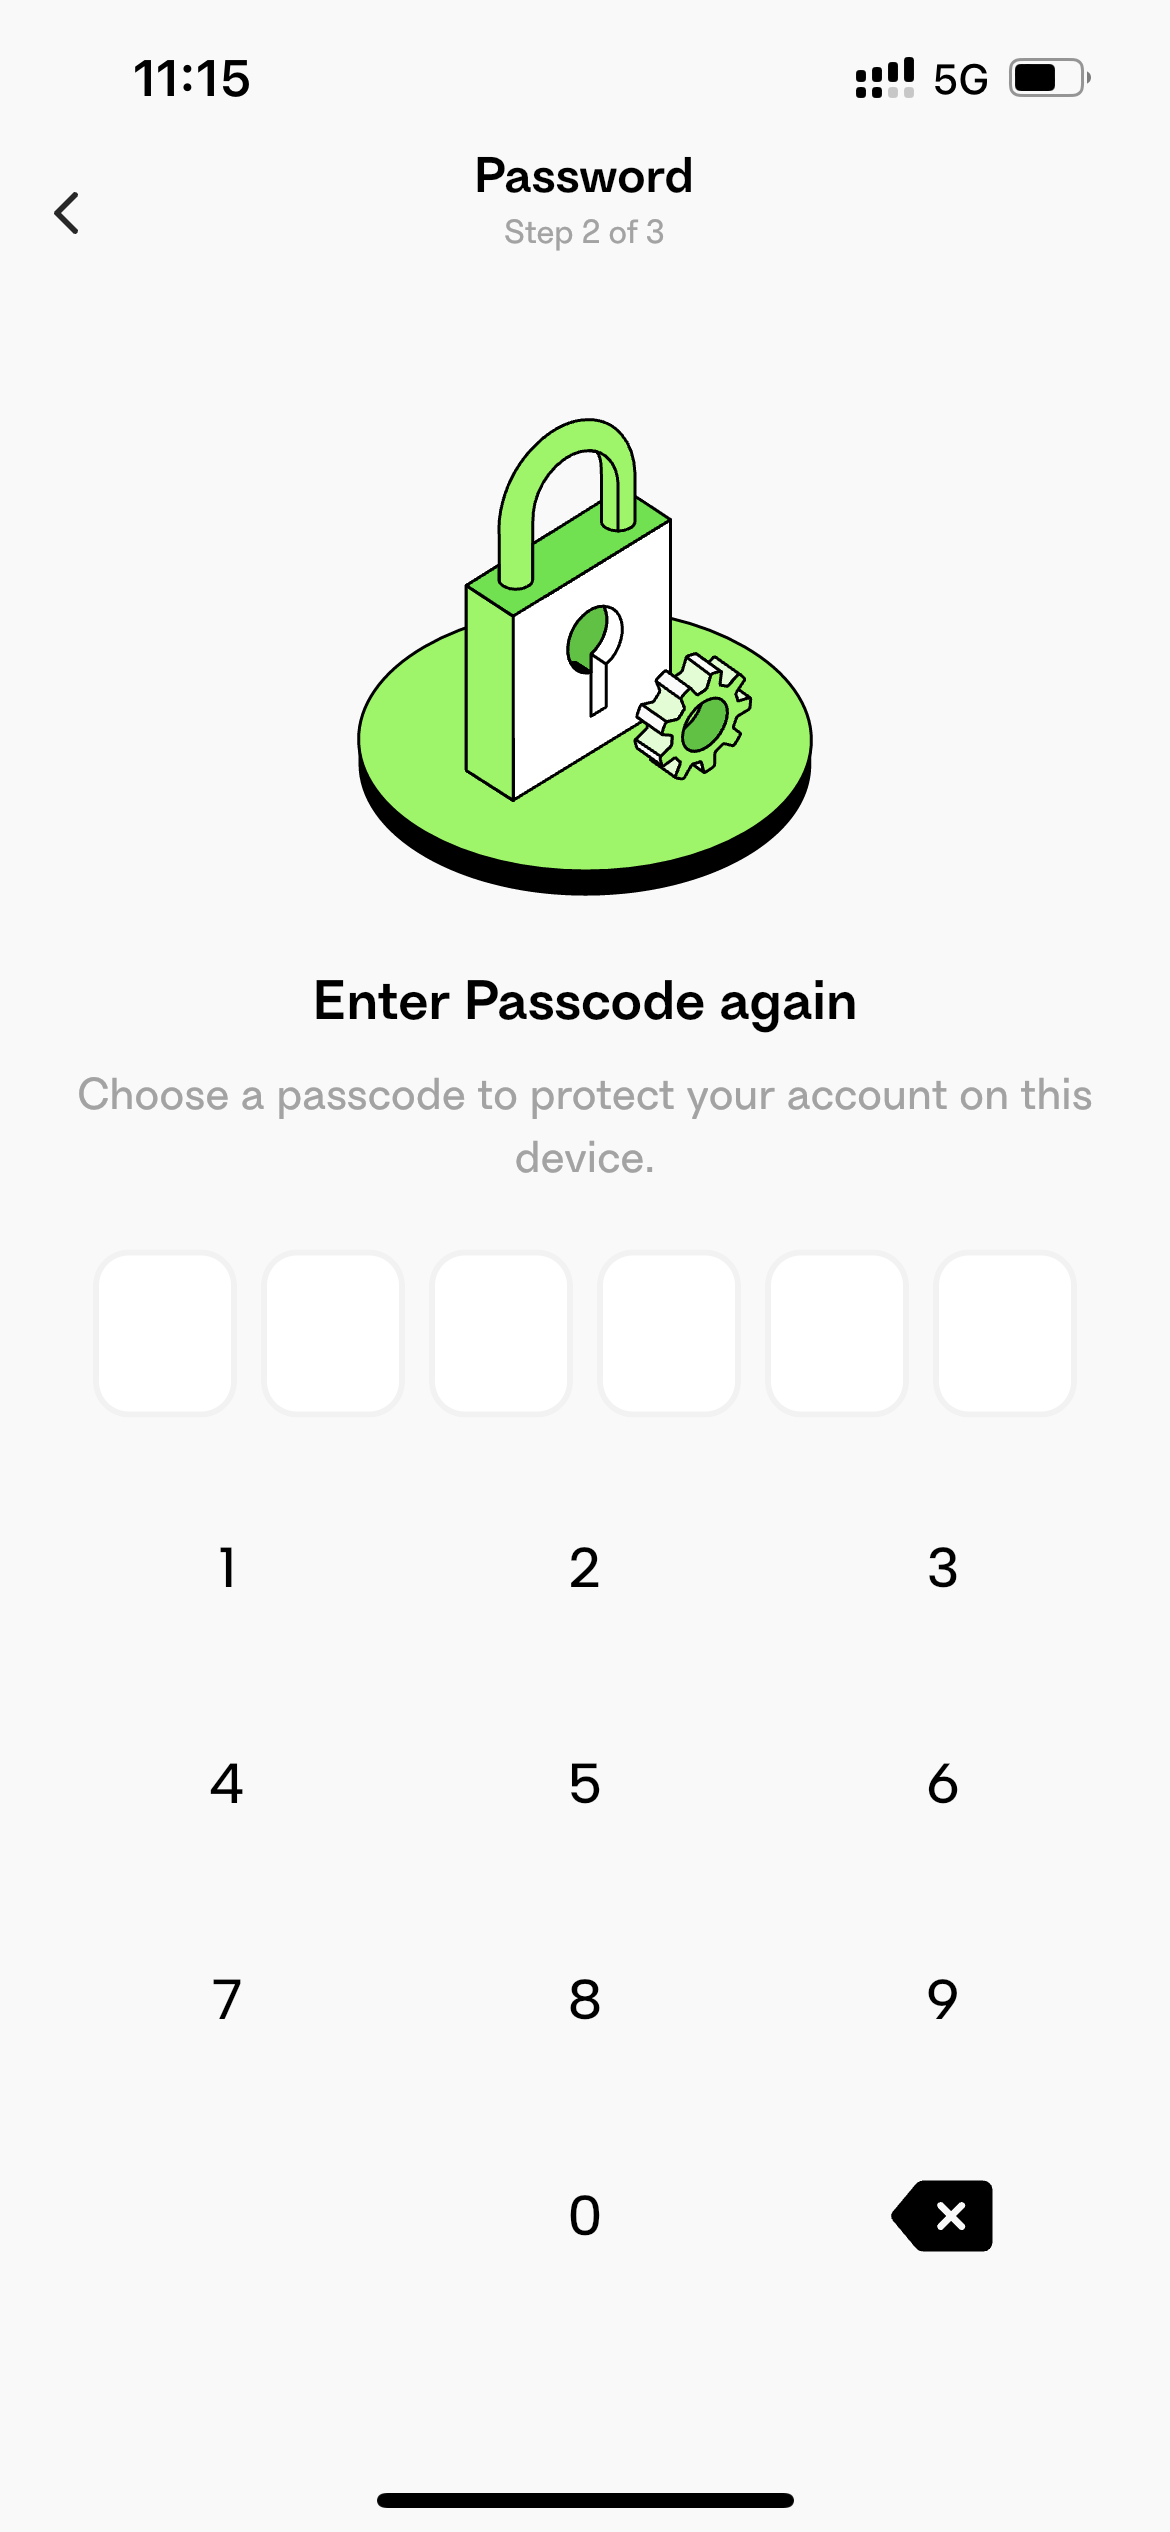 11:15
5G
Password
Step 2 of 3
Enter Passcode again
Choose a passcode to protect your account on this
device.
1 2 3
4 5 6
7 8 9
0